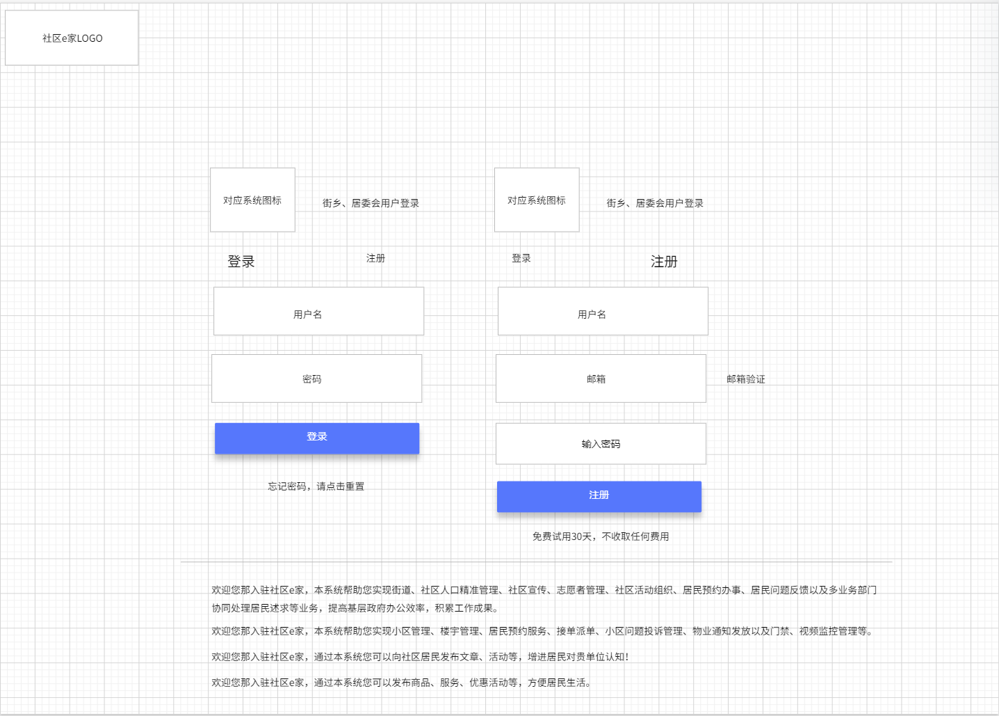 社区e家LOGO
对应系统图标
街乡、居委会用户登录
登录
注册
用户名
密码
登录
忘记密码，请点击重置
对应系统图标
街乡、居委会用户登录
登录
注册
用户名
邮箱
邮箱验证
输入密码
注册
免费试用30天，不收取任何费用
欢迎您那入驻社区e家，本系统帮助您实现街道、社区人口精准管理、社区宣传、志愿者管理、社区活动组织、居民预约办事、居民问题反馈以及多业务部门
协同处理居民述求等业务，提高基层政府办公效率，积累工作成果。
欢迎您那入驻社区e家，本系统帮助您实现小区管理、楼宇管理、居民预约服务、接单派单、小区问题投诉管理、物业通知发放以及门禁、视频监控管理等。
欢迎您那入驻社区e家，通过本系统您可以向社区居民发布文章、活动等，增进居民对贵单位认知！
欢迎您那入驻社区e家，通过本系统您可以发布商品、服务、优惠活动等，方便居民生活。